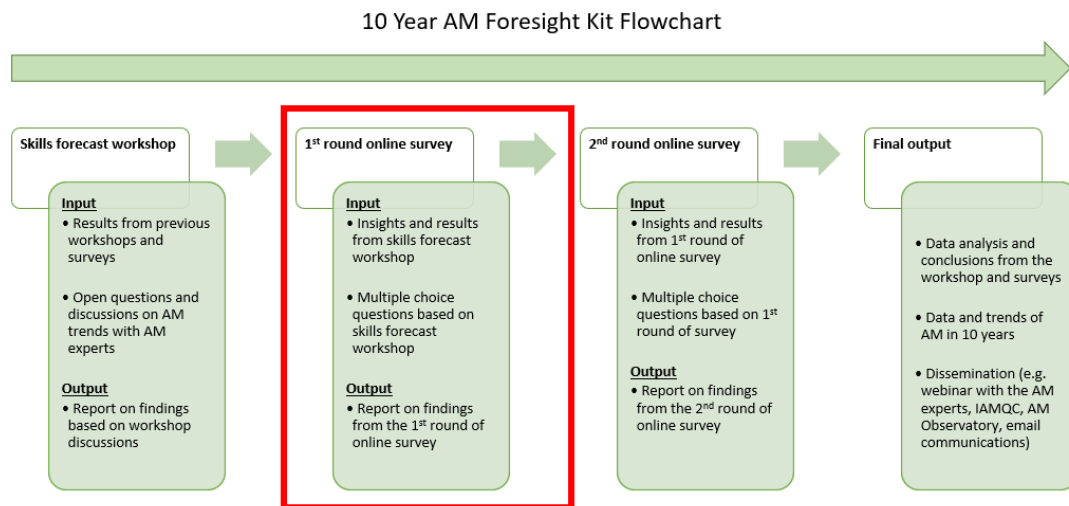 10 Year AM Foresight Kit Flowchart
Skills forecast workshop
Input
• Results from previous
workshops and
surveys
• Open questions and
discussions on AM
trends with AM
experts
Output
• Report on findings
based on workshop
discussions
1st round online survey
Input
• Insights and results
from skills forecast
workshop
• Multiple choice
questions based on
skills forecast
workshop
Output
• Report on findings
from the 1st round of
online survey
2nd round online survey
Input
• Insights and results
from 1st round of
online survey
• Multiple choice
questions based on 1st
round of survey
Output
• Report on findings
from the 2nd round of
online survey
Final output
• Data analysis and
conclusions from the
workshop and surveys
• Data and trends of
AM in 10 years
• Dissemination (e.g.
webinar with the AM
experts, IAMQC, AM
Observatory, email
communications)